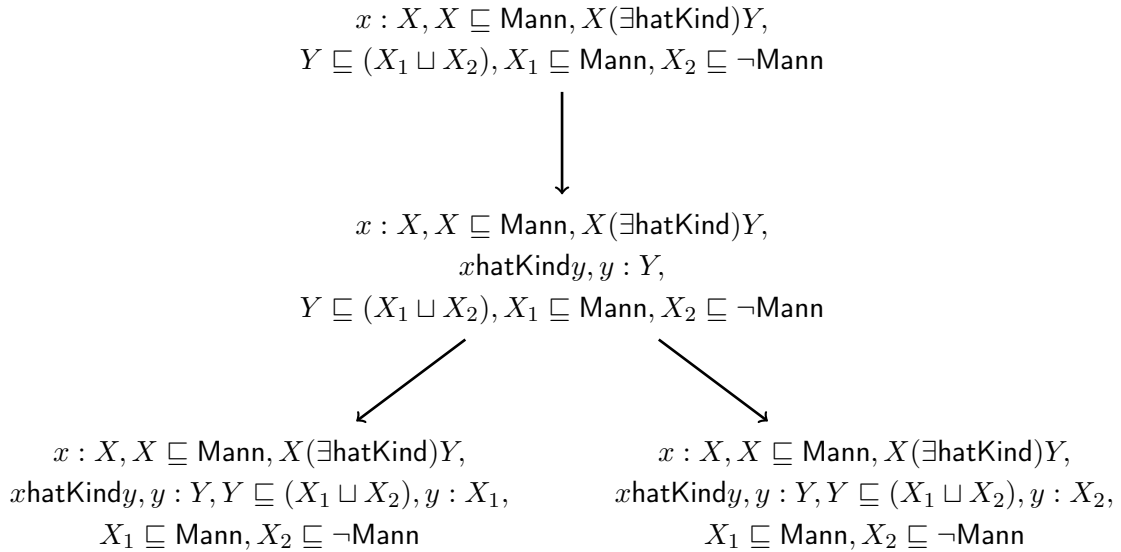 x : X, X ⊑ Mann, X(∃hatKind)Y,
Y ⊑ (X₁ ⊔ X₂), X₁ ⊑ Mann, X₂ ⊑ ¬Mann
x : X, X ⊑ Mann, X(∃hatKind)Y,
xhatKindy, y : Y,
Y ⊑ (X₁ ⊔ X₂), X₁ ⊑ Mann, X₂ ⊑ ¬Mann
x : X, X ⊑ Mann, X(∃hatKind)Y,
xhatKindy, y : Y, Y ⊑ (X₁ ⊔ X₂), y : X₁,
X₁ ⊑ Mann, X₂ ⊑ ¬Mann
x : X, X ⊑ Mann, X(∃hatKind)Y,
xhatKindy, y : Y, Y ⊑ (X₁ ⊔ X₂), y : X₂,
X₁ ⊑ Mann, X₂ ⊑ ¬Mann